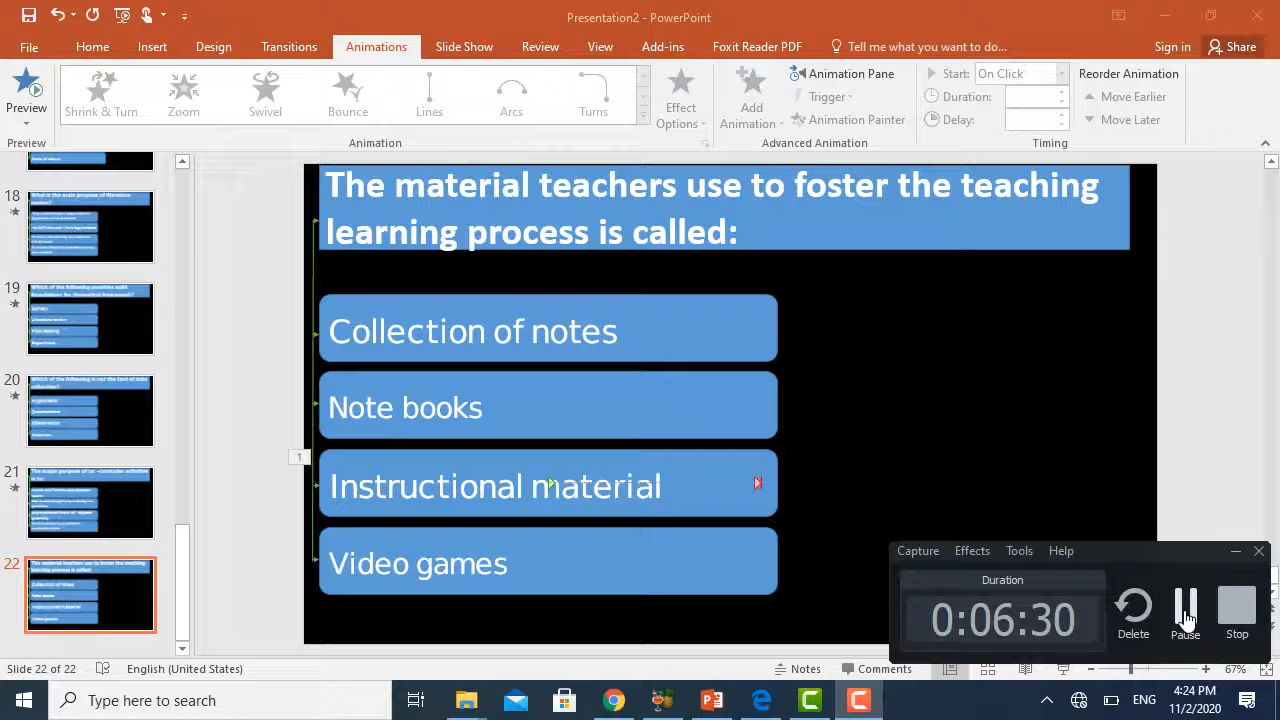 Presentation2 - PowerPoint
File Home Insert Design Transitions Animations Slide Show Review View Add-ins Foxit Reader PDF Tell me what you want to do... Sign in Share
Preview
Shrink & Turn Zoom Swivel Bounce Lines Arcs Turns
Effect Options
Add Animation
Animation Pane
Trigger
Animation Painter
Start: On Click
Duration:
Delay:
Reorder Animation
Move Earlier
Move Later
Preview Animation Advanced Animation Timing
18
19
20
21
22
The material teachers use to foster the teaching
learning process is called:
Collection of notes
Note books
1
Instructional material
Video games
Capture Effects Tools Help
Duration
0:06:30
Delete Pause Stop
Slide 22 of 22 English (United States) Notes Comments 67%
Type here to search
ENG
4:24 PM
11/2/2020